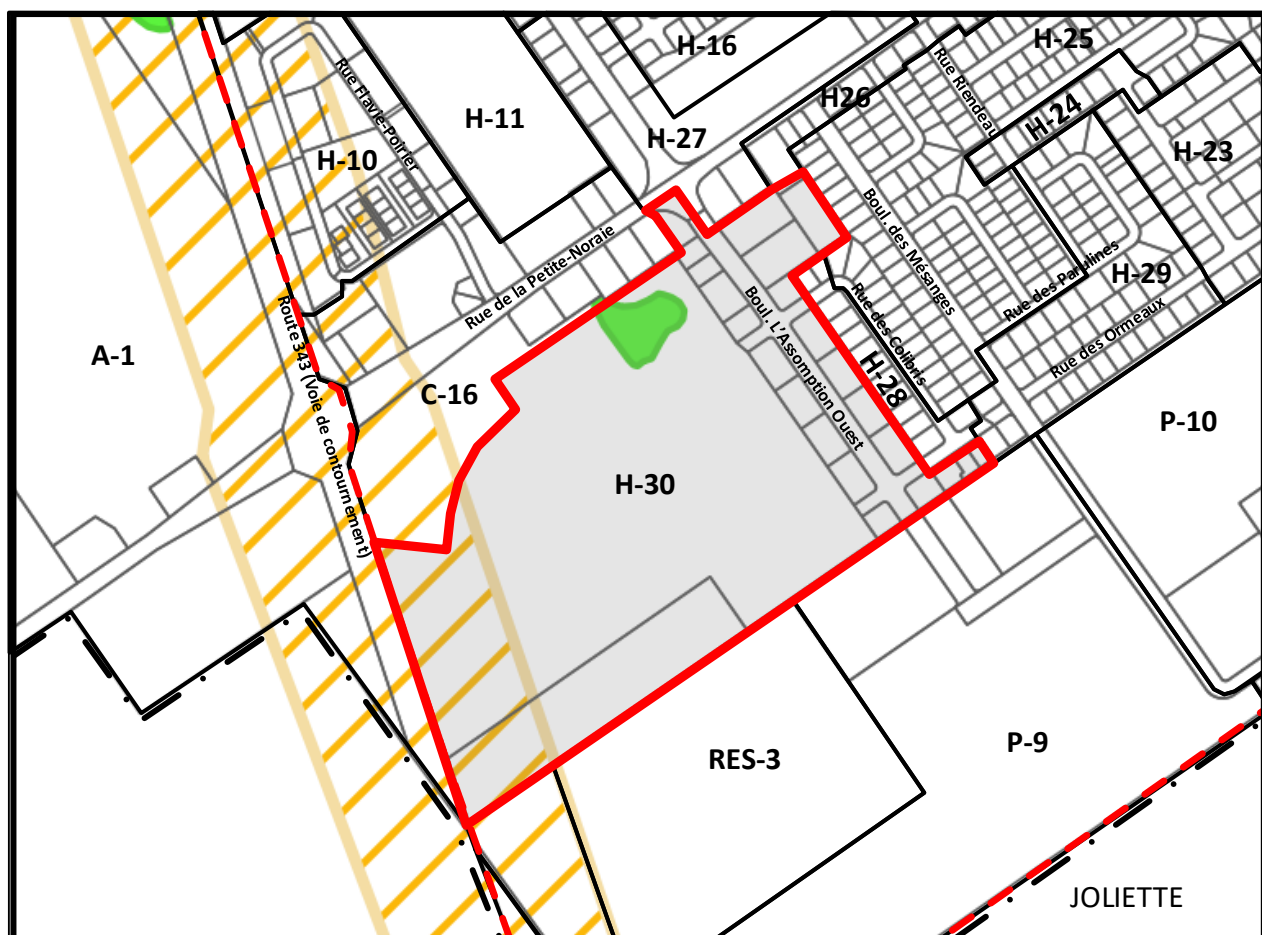 H-25
H-16
Rue Riendeau
Rue Flavie-Poirier
H26
H-11
H-24
H-27
H-23
H-10
Boul. des Mésanges
Rue de la Petite-Noraie
Rue des Parulines
H-29
Boul. L'Assomption Ouest
Rue des Colibris
Rue des Ormeaux
Route 343 (Voie de contournement)
A-1
H-28
C-16
P-10
H-30
P-9
RES-3
JOLIETTE